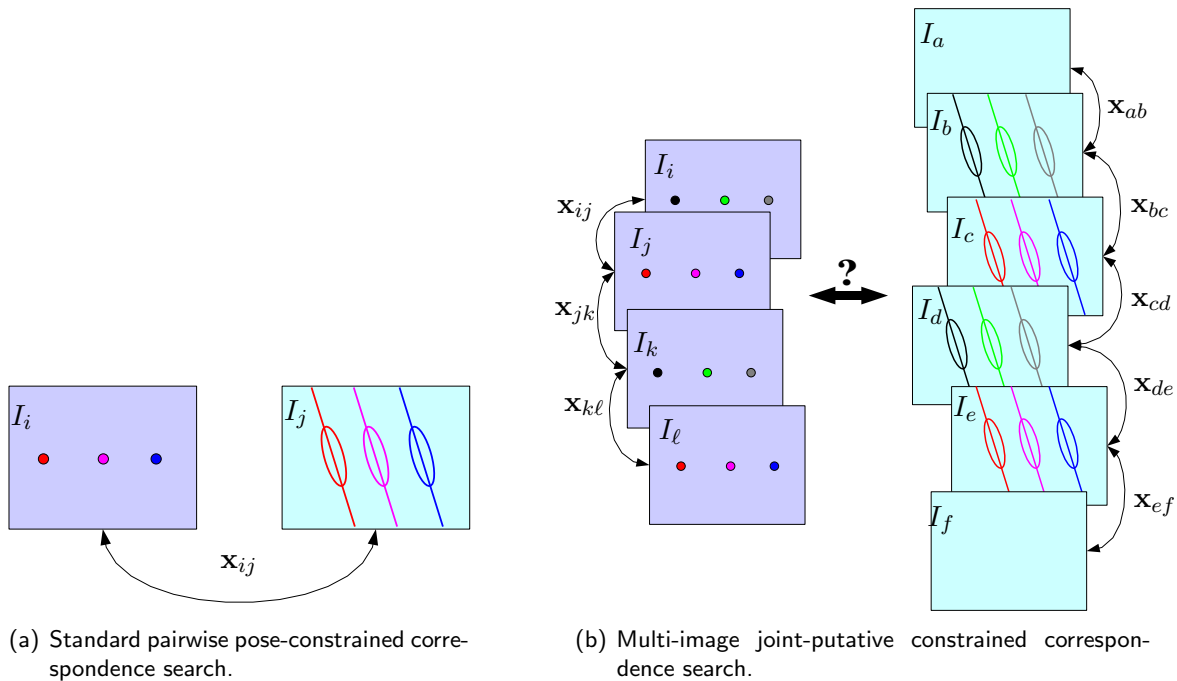 I_i
I_j
x_ij
(a) Standard pairwise pose-constrained corre-
spondence search.
I_i
I_j
I_k
I_ℓ
x_ij
x_jk
x_kℓ
?
I_a
I_b
I_c
I_d
I_e
I_f
x_ab
x_bc
x_cd
x_de
x_ef
(b) Multi-image joint-putative constrained correspon-
dence search.